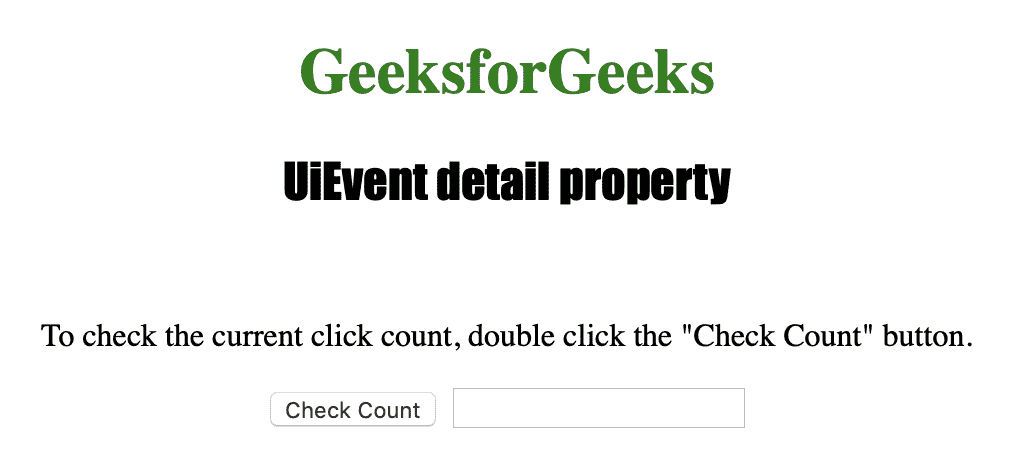 GeeksforGeeks
UiEvent detail property
To check the current click count, double click the "Check Count" button.
Check Count